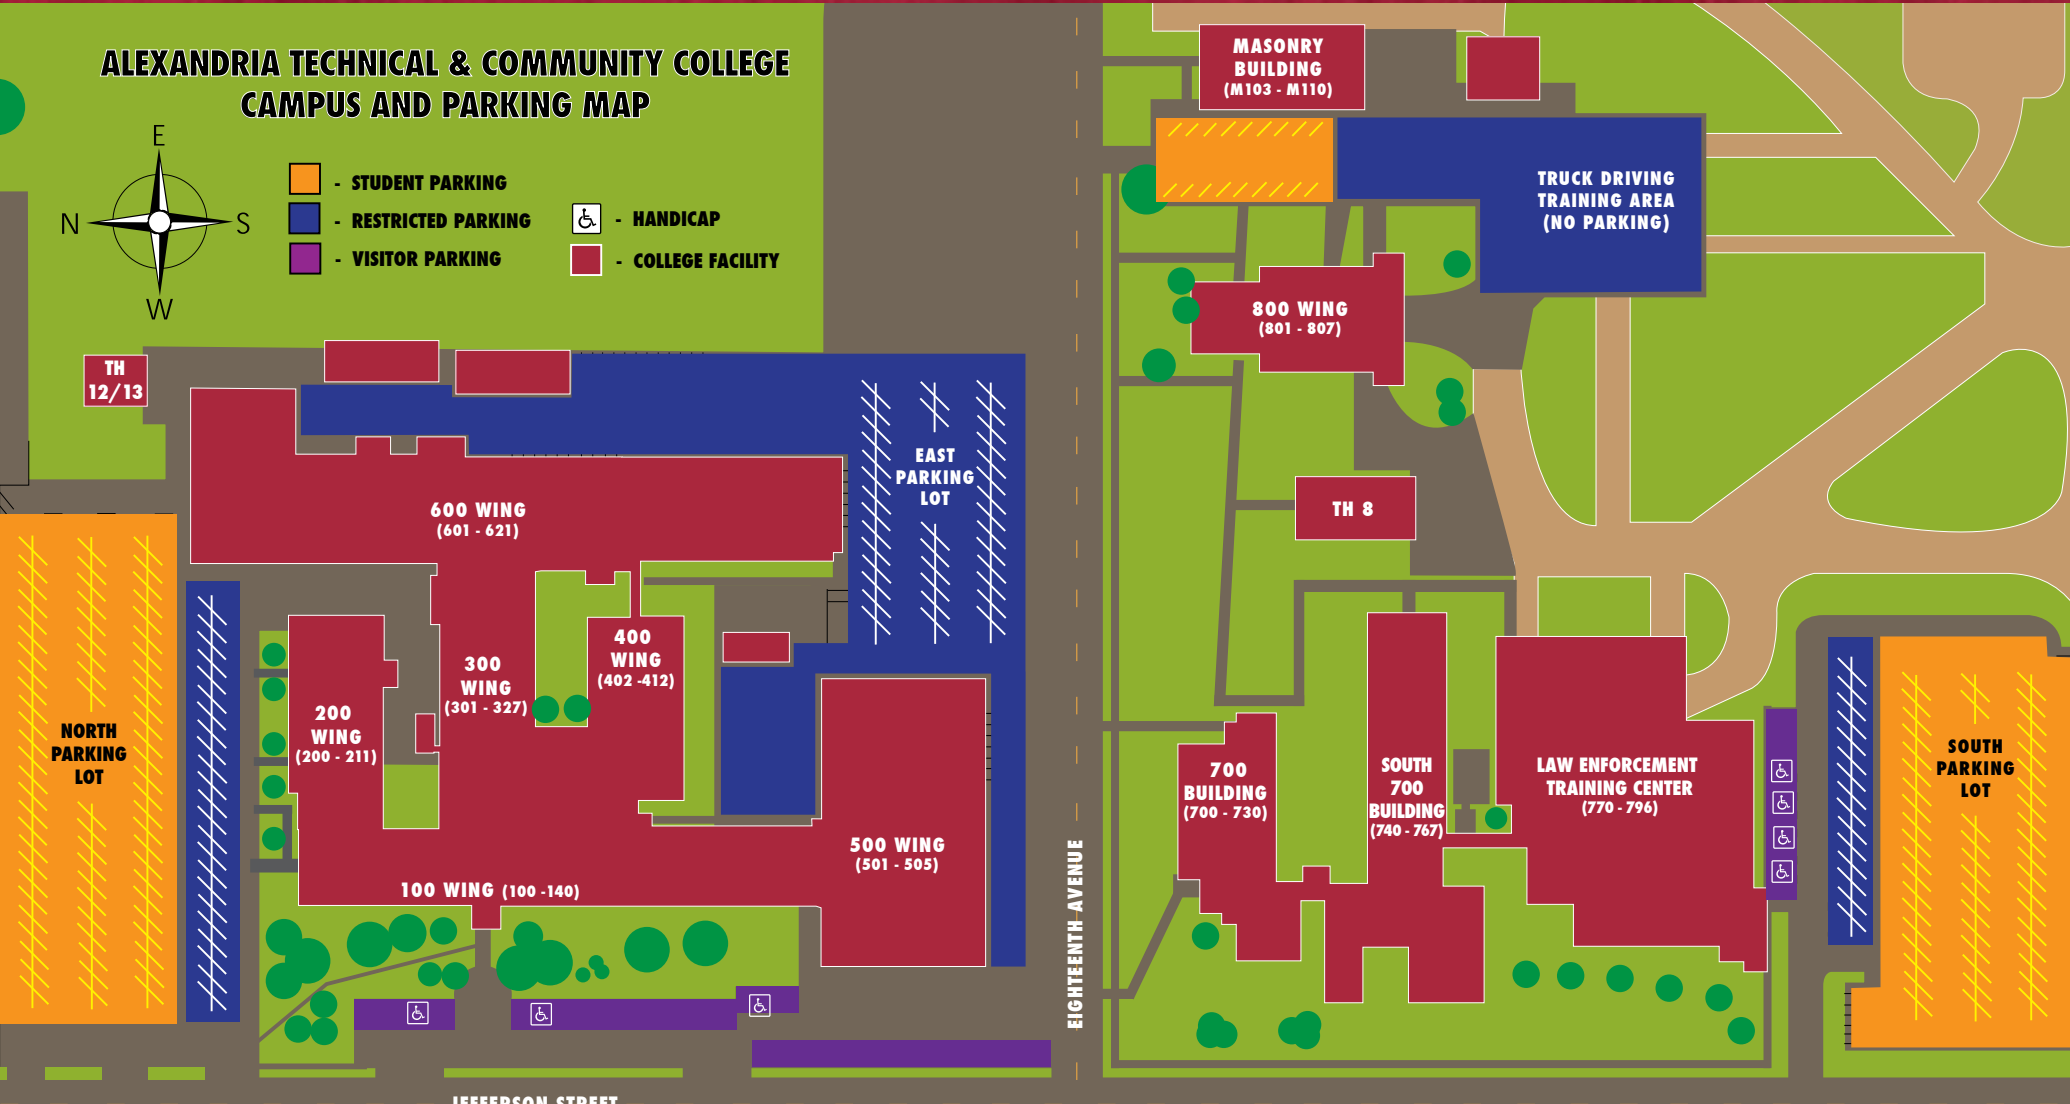 ALEXANDRIA TECHNICAL & COMMUNITY COLLEGE
CAMPUS AND PARKING MAP
E
N
S
W
- STUDENT PARKING
- RESTRICTED PARKING
- VISITOR PARKING
- HANDICAP
- COLLEGE FACILITY
MASONRY
BUILDING
(M103 - M110)
TRUCK DRIVING
TRAINING AREA
(NO PARKING)
800 WING
(801 - 807)
TH
12/13
EAST
PARKING
LOT
600 WING
(601 - 621)
TH 8
400
WING
(402 -412)
300
WING
(301 - 327)
200
WING
(200 - 211)
NORTH
PARKING
LOT
500 WING
(501 - 505)
100 WING (100 -140)
EIGHTEENTH AVENUE
700
BUILDING
(700 - 730)
SOUTH
700
BUILDING
(740 - 767)
LAW ENFORCEMENT
TRAINING CENTER
(770 - 796)
SOUTH
PARKING
LOT
JEFFERSON STREET